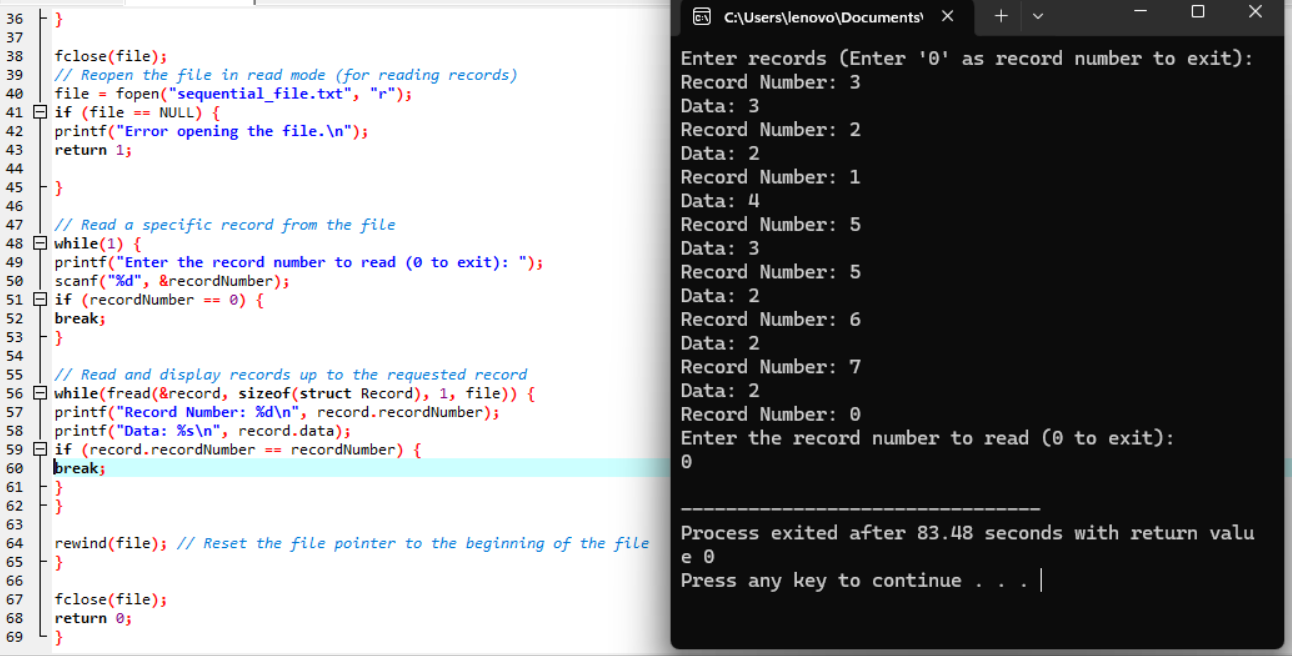 36 }
37
38 fclose(file);
39 // Reopen the file in read mode (for reading records)
40 file = fopen("sequential_file.txt", "r");
41 if (file == NULL) {
42 printf("Error opening the file.\n");
43 return 1;
44
45 }
46
47 // Read a specific record from the file
48 while(1) {
49 printf("Enter the record number to read (0 to exit): ");
50 scanf("%d", &recordNumber);
51 if (recordNumber == 0) {
52 break;
53 }
54
55 // Read and display records up to the requested record
56 while(fread(&record, sizeof(struct Record), 1, file)) {
57 printf("Record Number: %d\n", record.recordNumber);
58 printf("Data: %s\n", record.data);
59 if (record.recordNumber == recordNumber) {
60 break;
61 }
62 }
63
64 rewind(file); // Reset the file pointer to the beginning of the file
65 }
66
67 fclose(file);
68 return 0;
69 }
C:\Users\lenovo\Documents\
Enter records (Enter '0' as record number to exit):
Record Number: 3
Data: 3
Record Number: 2
Data: 2
Record Number: 1
Data: 4
Record Number: 5
Data: 3
Record Number: 5
Data: 2
Record Number: 6
Data: 2
Record Number: 7
Data: 2
Record Number: 0
Enter the record number to read (0 to exit):
0
--------------------------------
Process exited after 83.48 seconds with return valu
e 0
Press any key to continue . . .